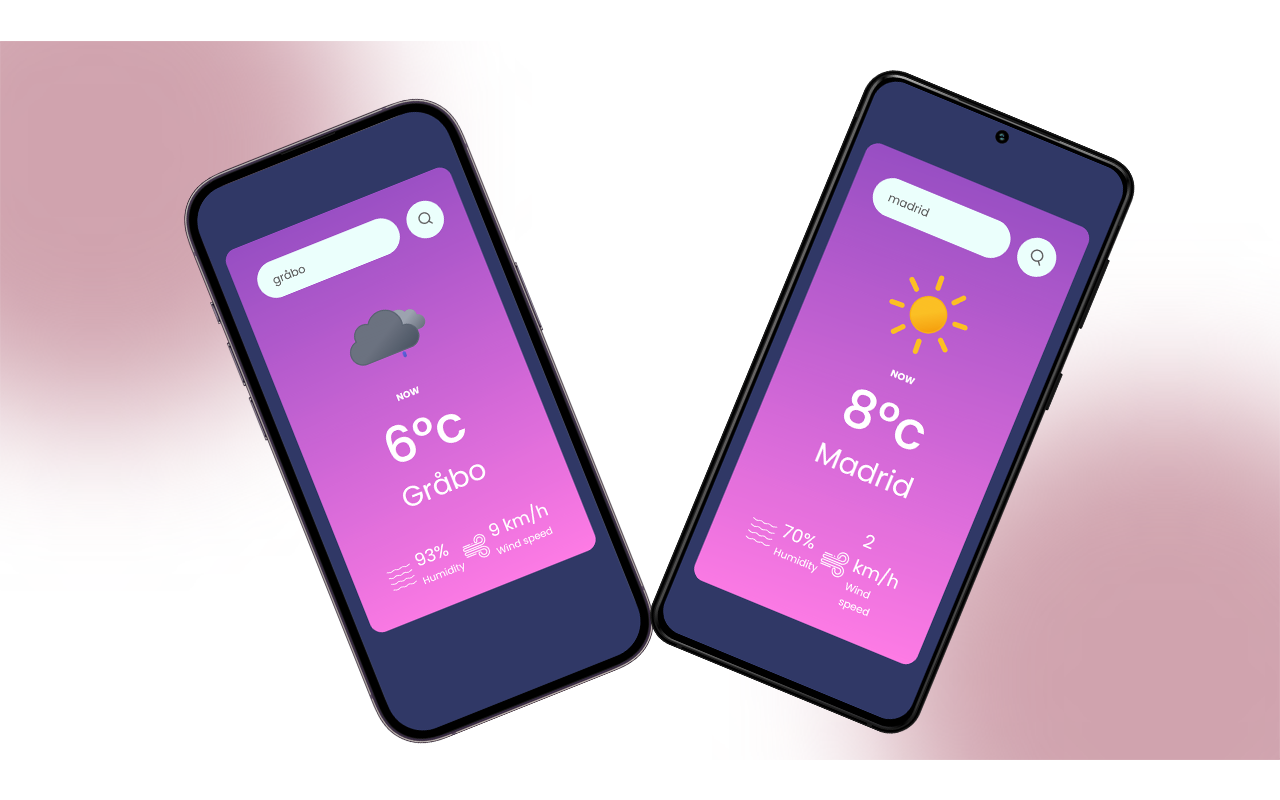 gråbo
NOW
6°c
Gråbo
93%
Humidity
9 km/h
Wind speed
madrid
NOW
8°c
Madrid
70%
Humidity
2
km/h
Wind
speed